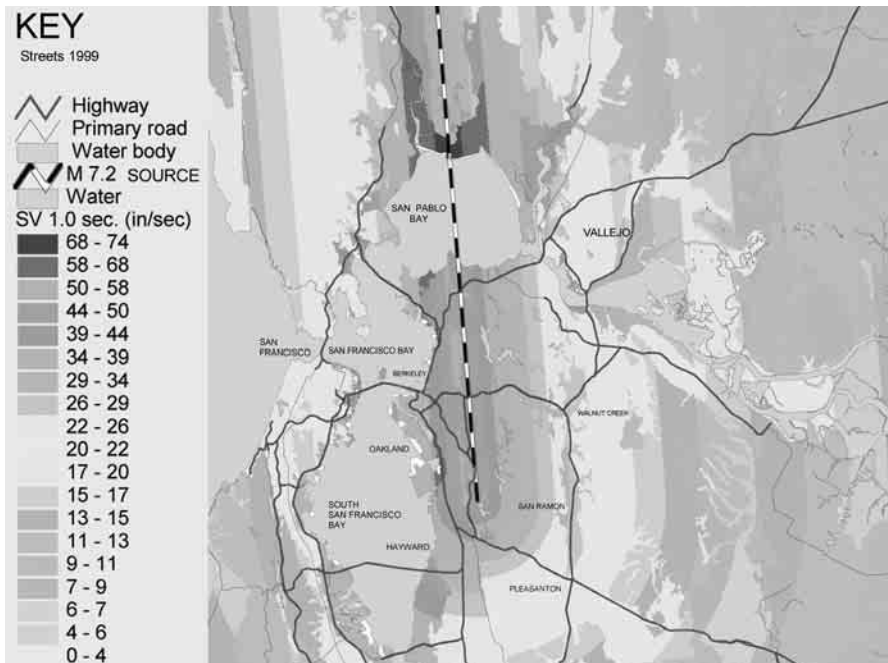 KEY
Streets 1999
Highway
Primary road
Water body
M 7.2 SOURCE
Water
SV 1.0 sec. (in/sec)
68 - 74
58 - 68
50 - 58
44 - 50
39 - 44
34 - 39
29 - 34
26 - 29
22 - 26
20 - 22
17 - 20
15 - 17
13 - 15
11 - 13
9 - 11
7 - 9
6 - 7
4 - 6
0 - 4
SAN PABLO
BAY
VALLEJO
SAN
FRANCISCO
SAN FRANCISCO BAY
BERKELEY
WALNUT CREEK
OAKLAND
SOUTH
SAN FRANCISCO
BAY
SAN RAMON
HAYWARD
PLEASANTON